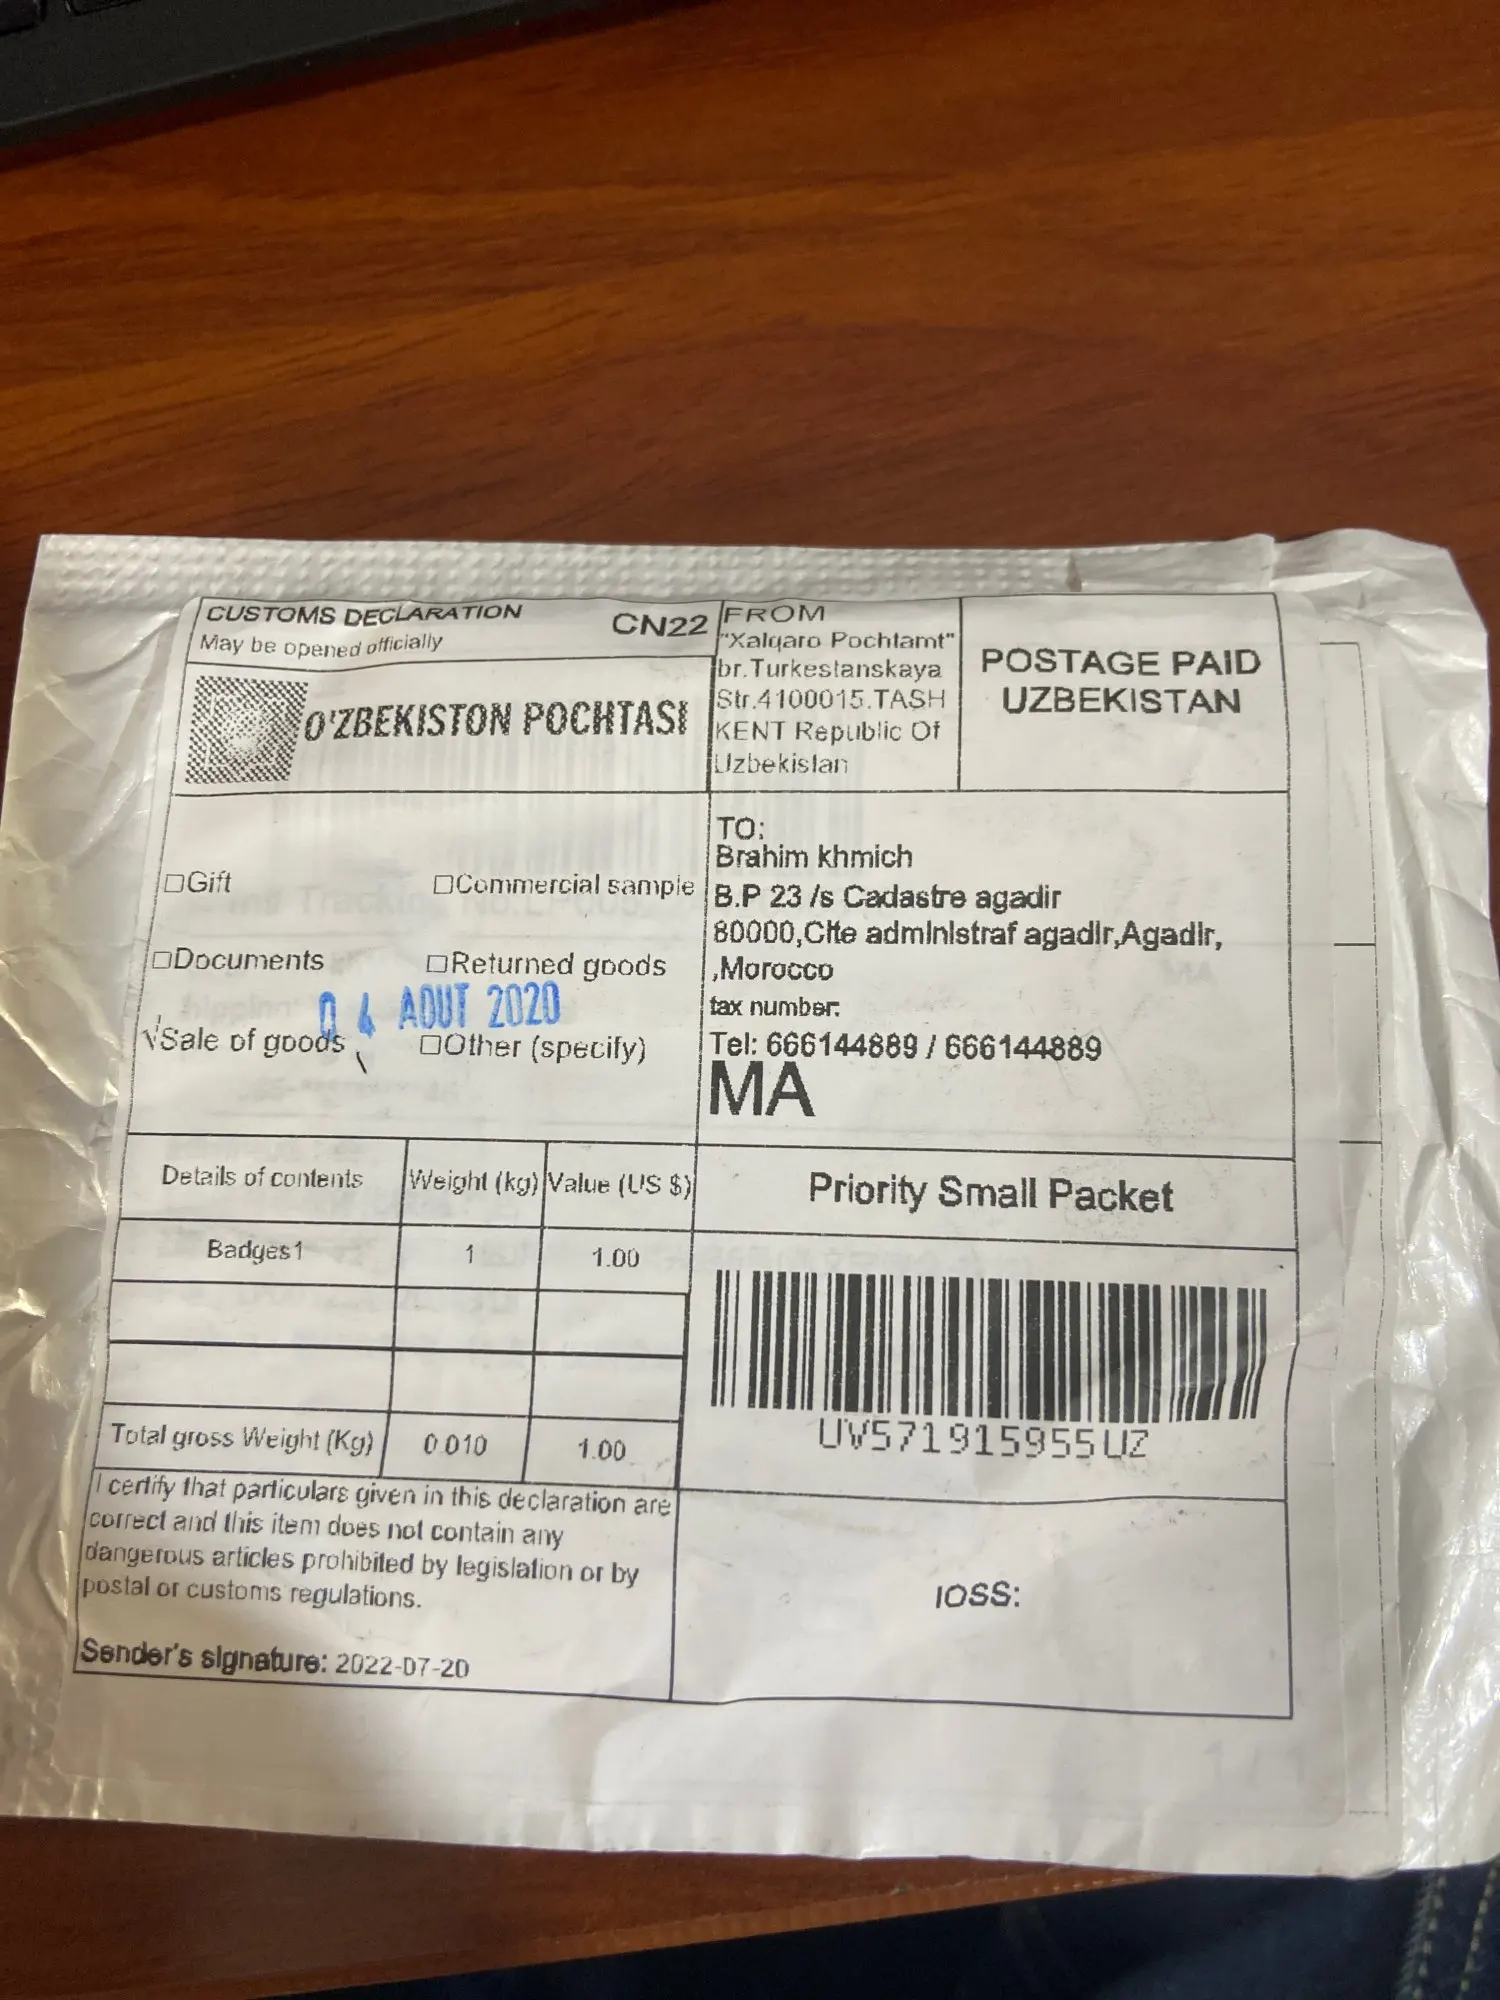 CUSTOMS DECLARATION CN22
May be opened officially
O'ZBEKISTON POCHTASI
FROM
"Xalqaro Pochtamt"
br.Turkestanskaya
Str.4100015.TASH
KENT Republic Of
Uzbekistan
POSTAGE PAID
UZBEKISTAN
□Gift □Commercial sample
□Documents □Returned goods
04 AOUT 2020
√Sale of goods □Other (specify)
TO:
Brahim khmich
B.P 23 /s Cadastre agadir
80000,Cite administraf agadir,Agadir,
,Morocco
tax number:
Tel: 666144889 / 666144889
MA
Details of contents Weight (kg) Value (US $)
Badges1 1 1.00
Total gross Weight (Kg) 0.010 1.00
I certify that particulars given in this declaration are
correct and this item does not contain any
dangerous articles prohibited by legislation or by
postal or customs regulations.
Sender's signature: 2022-07-20
Priority Small Packet
UV571915955UZ
IOSS: